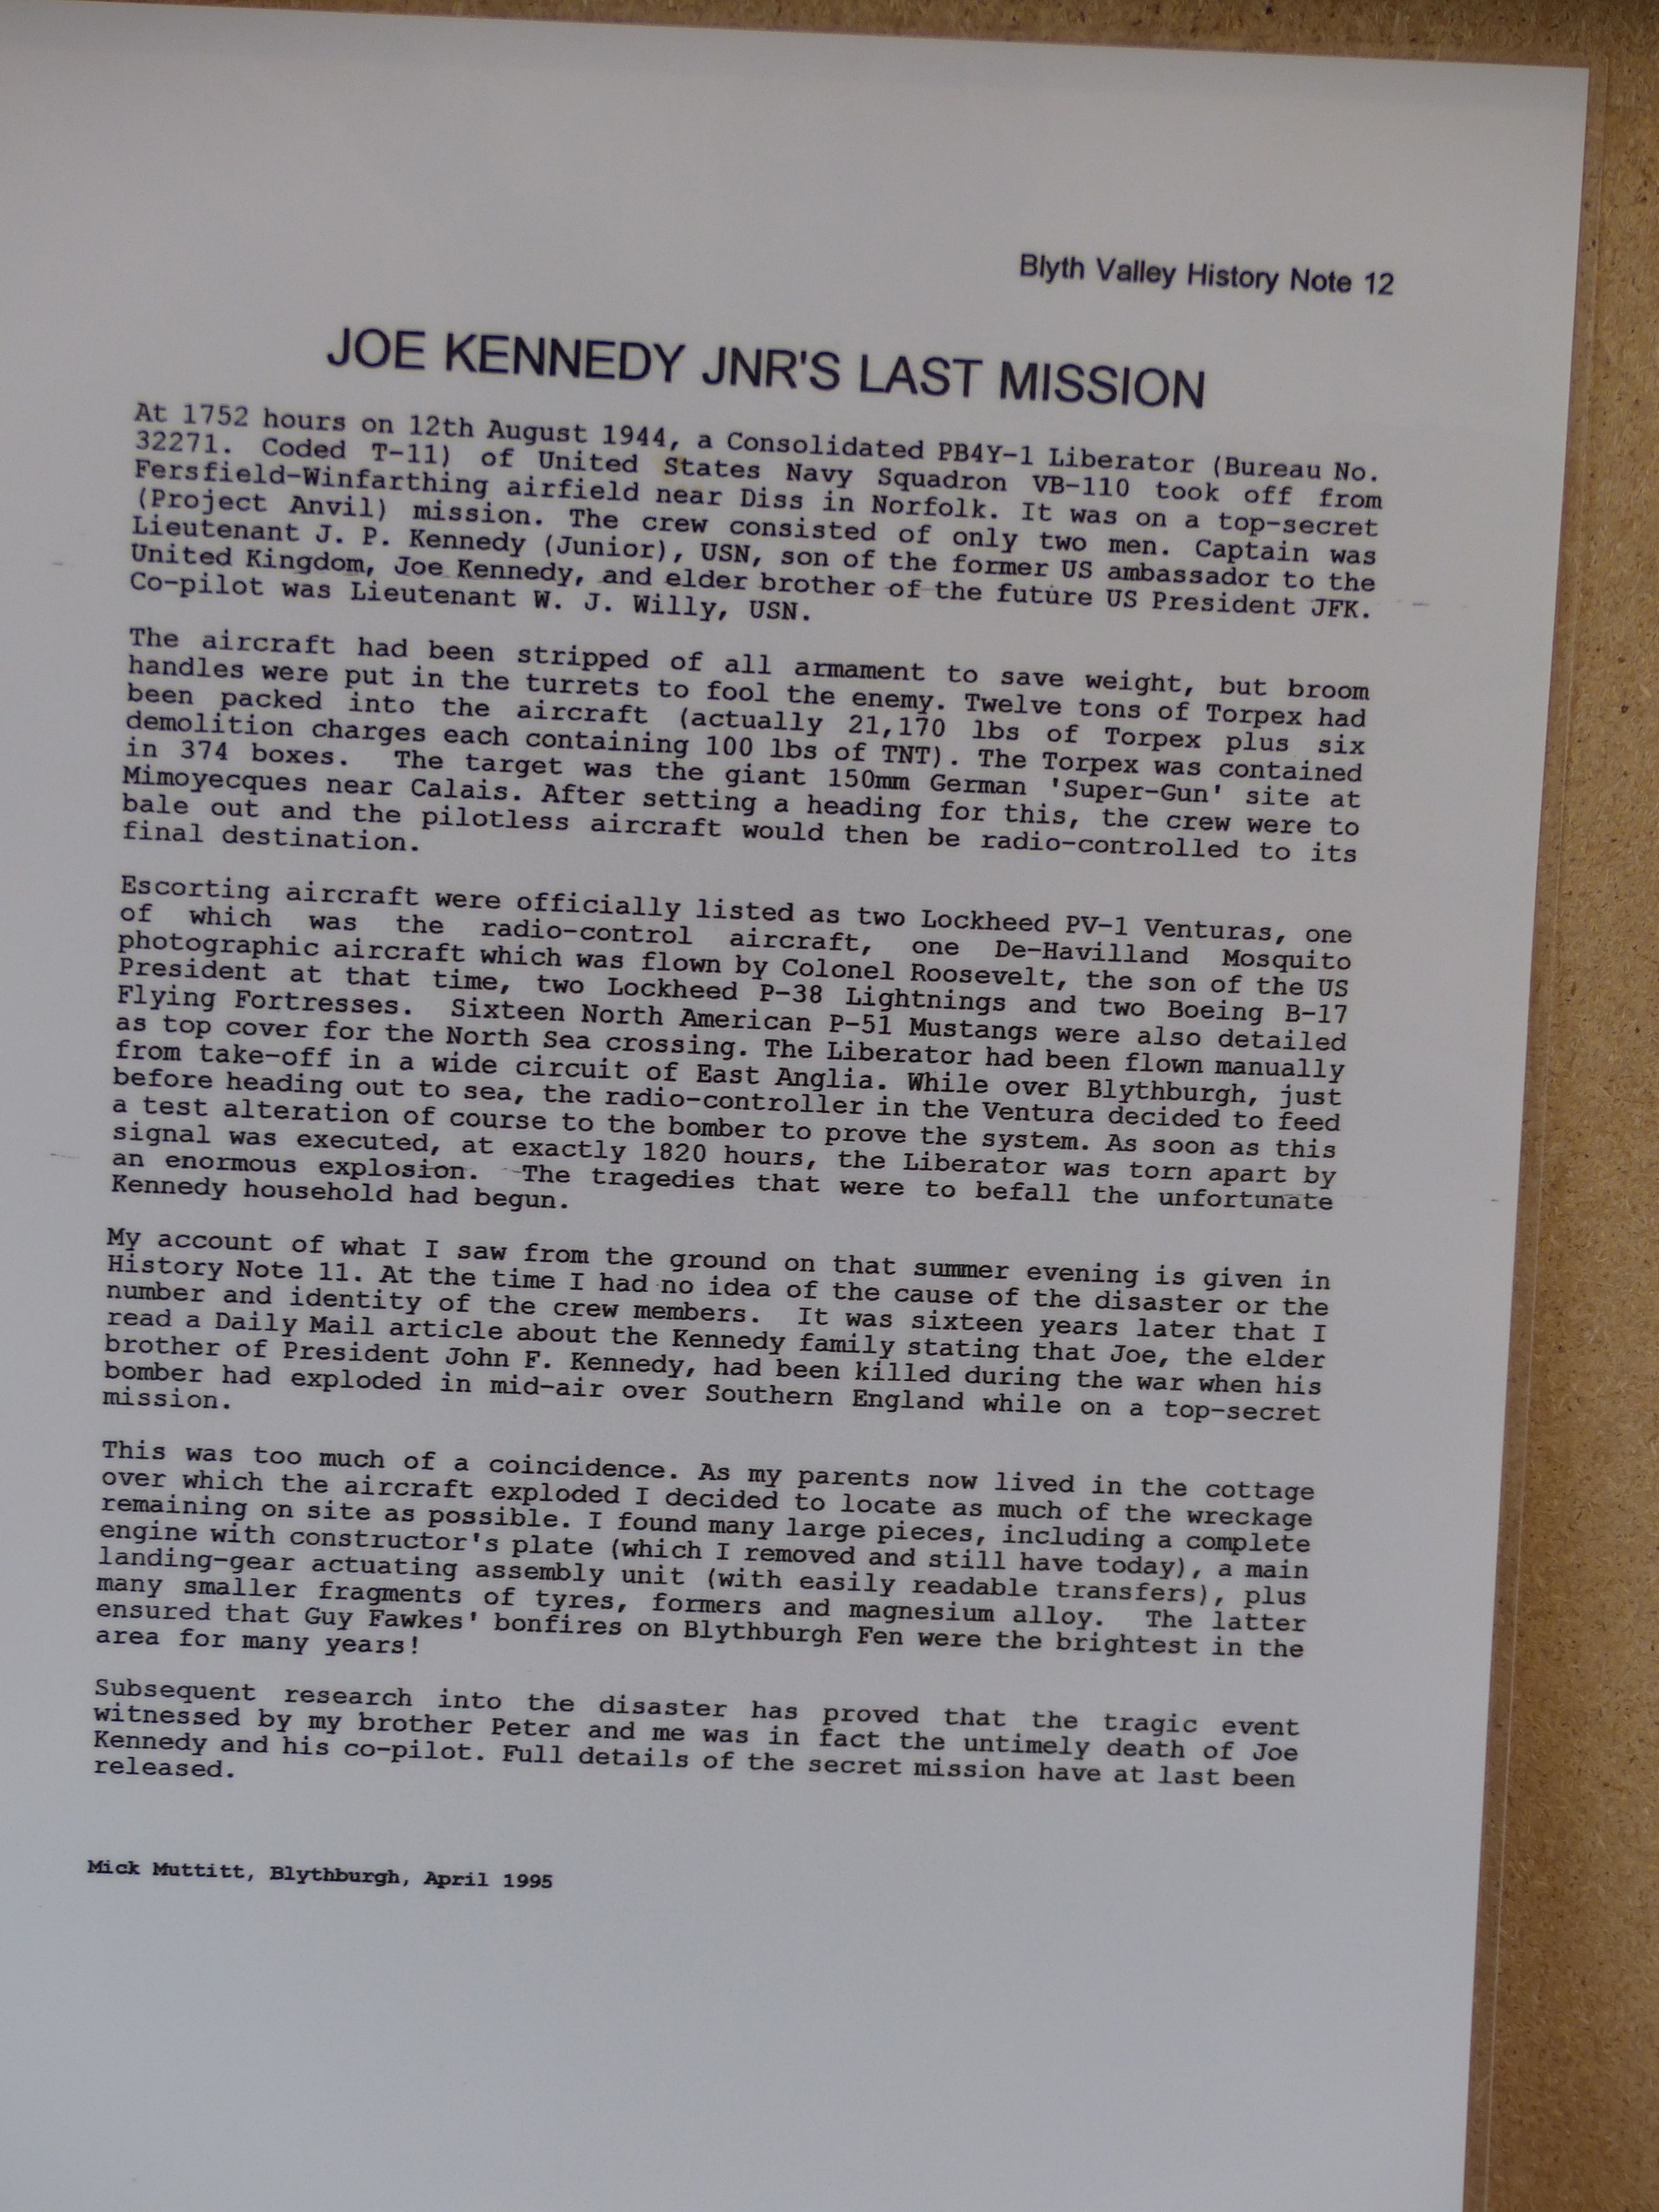 Blyth Valley History Note 12
JOE KENNEDY JNR'S LAST MISSION
At 1752 hours on 12th August 1944, a Consolidated PB4Y-1 Liberator (Bureau No.
32271. Coded T-11) of United States Navy Squadron VB-110 took off from
Fersfield-Winfarthing airfield near Diss in Norfolk. It was on a top-secret
(Project Anvil) mission. The crew consisted of only two men. Captain was
Lieutenant J. P. Kennedy (Junior), USN, son of the former US ambassador to the
United Kingdom, Joe Kennedy, and elder brother of the future US President JFK.
Co-pilot was Lieutenant W. J. Willy, USN.
The aircraft had been stripped of all armament to save weight, but broom
handles were put in the turrets to fool the enemy. Twelve tons of Torpex had
been packed into the aircraft (actually 21,170 lbs of Torpex plus six
demolition charges each containing 100 lbs of TNT). The Torpex was contained
in 374 boxes. The target was the giant 150mm German 'Super-Gun' site at
Mimoyecques near Calais. After setting a heading for this, the crew were to
bale out and the pilotless aircraft would then be radio-controlled to its
final destination.
Escorting aircraft were officially listed as two Lockheed PV-1 Venturas, one
of which was the radio-control aircraft, one De-Havilland Mosquito
photographic aircraft which was flown by Colonel Roosevelt, the son of the US
President at that time, two Lockheed P-38 Lightnings and two Boeing B-17
Flying Fortresses. Sixteen North American P-51 Mustangs were also detailed
as top cover for the North Sea crossing. The Liberator had been flown manually
from take-off in a wide circuit of East Anglia. While over Blythburgh, just
before heading out to sea, the radio-controller in the Ventura decided to feed
a test alteration of course to the bomber to prove the system. As soon as this
signal was executed, at exactly 1820 hours, the Liberator was torn apart by
an enormous explosion. The tragedies that were to befall the unfortunate
Kennedy household had begun.
My account of what I saw from the ground on that summer evening is given in
History Note 11. At the time I had no idea of the cause of the disaster or the
number and identity of the crew members. It was sixteen years later that I
read a Daily Mail article about the Kennedy family stating that Joe, the elder
brother of President John F. Kennedy, had been killed during the war when his
bomber had exploded in mid-air over Southern England while on a top-secret
mission.
This was too much of a coincidence. As my parents now lived in the cottage
over which the aircraft exploded I decided to locate as much of the wreckage
remaining on site as possible. I found many large pieces, including a complete
engine with constructor's plate (which I removed and still have today), a main
landing-gear actuating assembly unit (with easily readable transfers), plus
many smaller fragments of tyres, formers and magnesium alloy. The latter
ensured that Guy Fawkes' bonfires on Blythburgh Fen were the brightest in the
area for many years!
Subsequent research into the disaster has proved that the tragic event
witnessed by my brother Peter and me was in fact the untimely death of Joe
Kennedy and his co-pilot. Full details of the secret mission have at last been
released.
Mick Muttitt, Blythburgh, April 1995